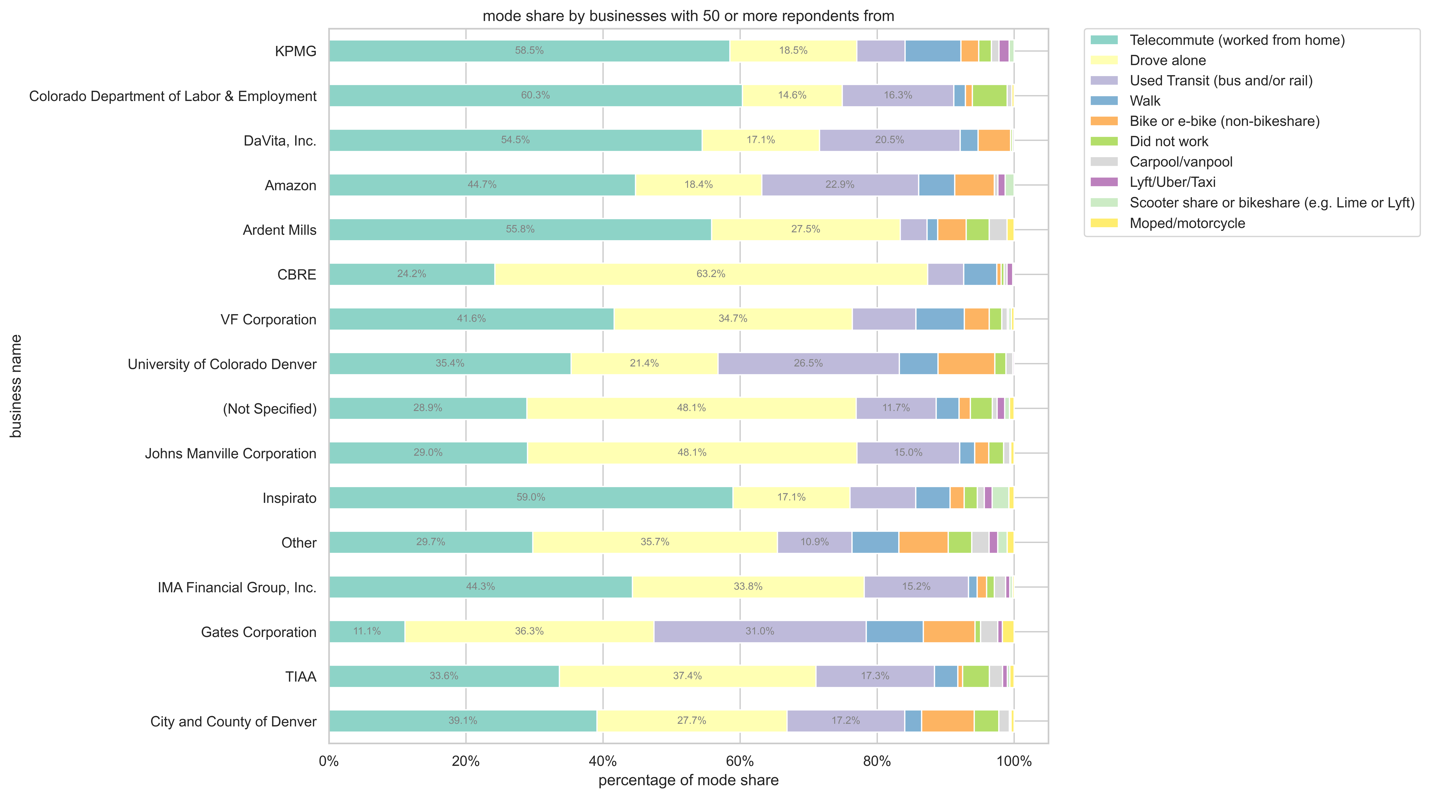 mode share by businesses with 50 or more repondents from
KPMG 58.5% 18.5%
Colorado Department of Labor & Employment 60.3% 14.6% 16.3%
DaVita, Inc. 54.5% 17.1% 20.5%
Amazon 44.7% 18.4% 22.9%
Ardent Mills 55.8% 27.5%
CBRE 24.2% 63.2%
VF Corporation 41.6% 34.7%
University of Colorado Denver 35.4% 21.4% 26.5%
(Not Specified) 28.9% 48.1% 11.7%
Johns Manville Corporation 29.0% 48.1% 15.0%
Inspirato 59.0% 17.1%
Other 29.7% 35.7% 10.9%
IMA Financial Group, Inc. 44.3% 33.8% 15.2%
Gates Corporation 11.1% 36.3% 31.0%
TIAA 33.6% 37.4% 17.3%
City and County of Denver 39.1% 27.7% 17.2%
0% 20% 40% 60% 80% 100%
percentage of mode share
business name
Telecommute (worked from home)
Drove alone
Used Transit (bus and/or rail)
Walk
Bike or e-bike (non-bikeshare)
Did not work
Carpool/vanpool
Lyft/Uber/Taxi
Scooter share or bikeshare (e.g. Lime or Lyft)
Moped/motorcycle